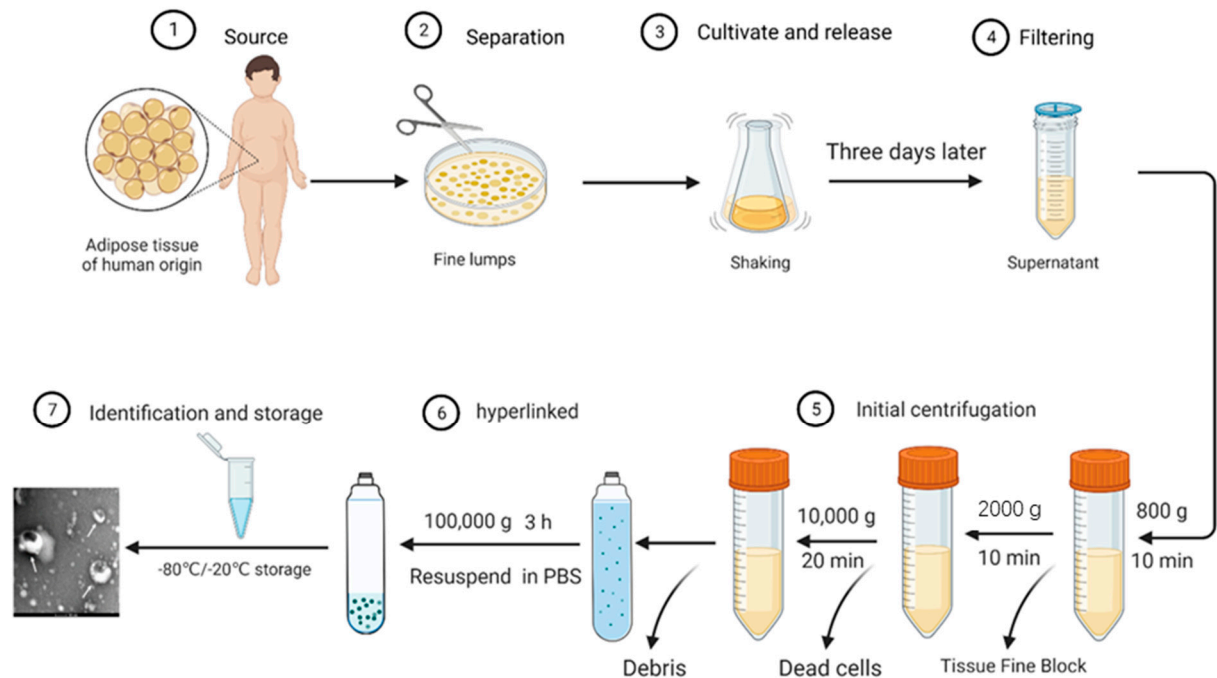 1 Source
Adipose tissue
of human origin
2 Separation
Fine lumps
3 Cultivate and release
Shaking
Three days later
4 Filtering
Supernatant
5 Initial centrifugation
800 g
10 min
Tissue Fine Block
2000 g
10 min
Dead cells
10,000 g
20 min
Debris
6 hyperlinked
100,000 g 3 h
Resuspend in PBS
7 Identification and storage
-80℃/-20℃ storage